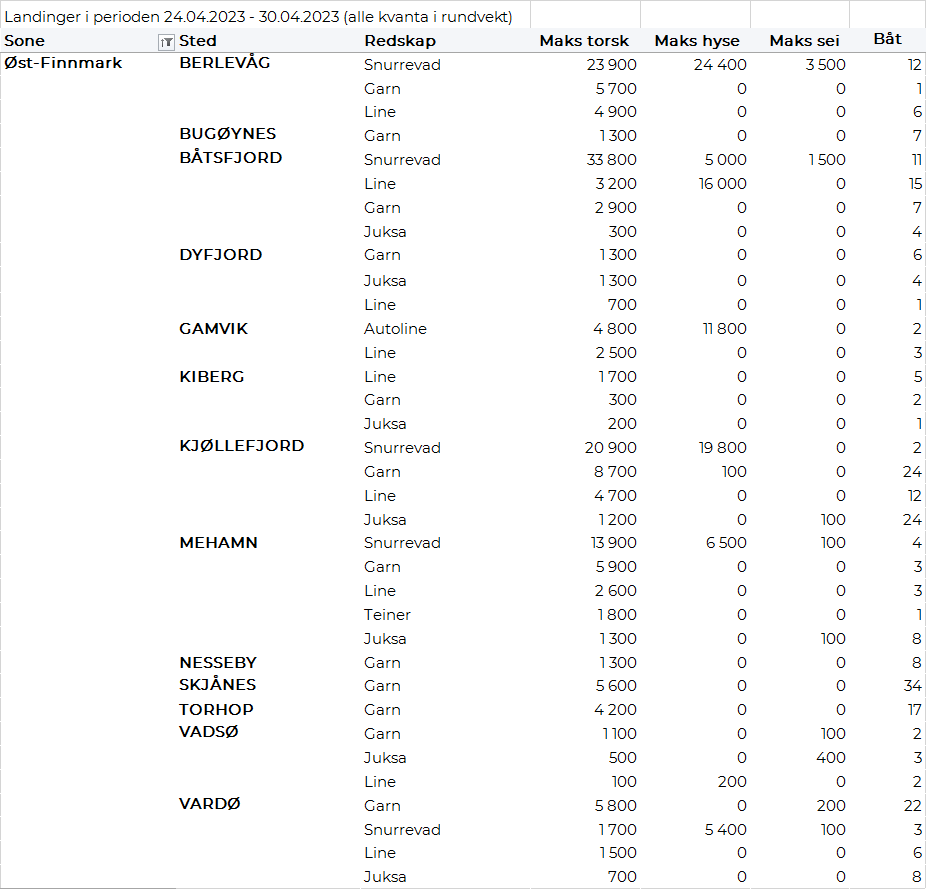 Landinger i perioden 24.04.2023 - 30.04.2023 (alle kvanta i rundvekt)
Sone Sted Redskap Maks torsk Maks hyse Maks sei Båt
Øst-Finnmark BERLEVÅG Snurrevad 23 900 24 400 3 500 12
Garn 5 700 0 0 1
Line 4 900 0 0 6
BUGØYNES Garn 1 300 0 0 7
BÅTSFJORD Snurrevad 33 800 5 000 1 500 11
Line 3 200 16 000 0 15
Garn 2 900 0 0 7
Juksa 300 0 0 4
DYFJORD Garn 1 300 0 0 6
Juksa 1 300 0 0 4
Line 700 0 0 1
GAMVIK Autoline 4 800 11 800 0 2
Line 2 500 0 0 3
KIBERG Line 1 700 0 0 5
Garn 300 0 0 2
Juksa 200 0 0 1
KJØLLEFJORD Snurrevad 20 900 19 800 0 2
Garn 8 700 100 0 24
Line 4 700 0 0 12
Juksa 1 200 0 100 24
MEHAMN Snurrevad 13 900 6 500 100 4
Garn 5 900 0 0 3
Line 2 600 0 0 3
Teiner 1 800 0 0 1
Juksa 1 300 0 100 8
NESSEBY Garn 1 300 0 0 8
SKJÅNES Garn 5 600 0 0 34
TORHOP Garn 4 200 0 0 17
VADSØ Garn 1 100 0 100 2
Juksa 500 0 400 3
Line 100 200 0 2
VARDØ Garn 5 800 0 200 22
Snurrevad 1 700 5 400 100 3
Line 1 500 0 0 6
Juksa 700 0 0 8